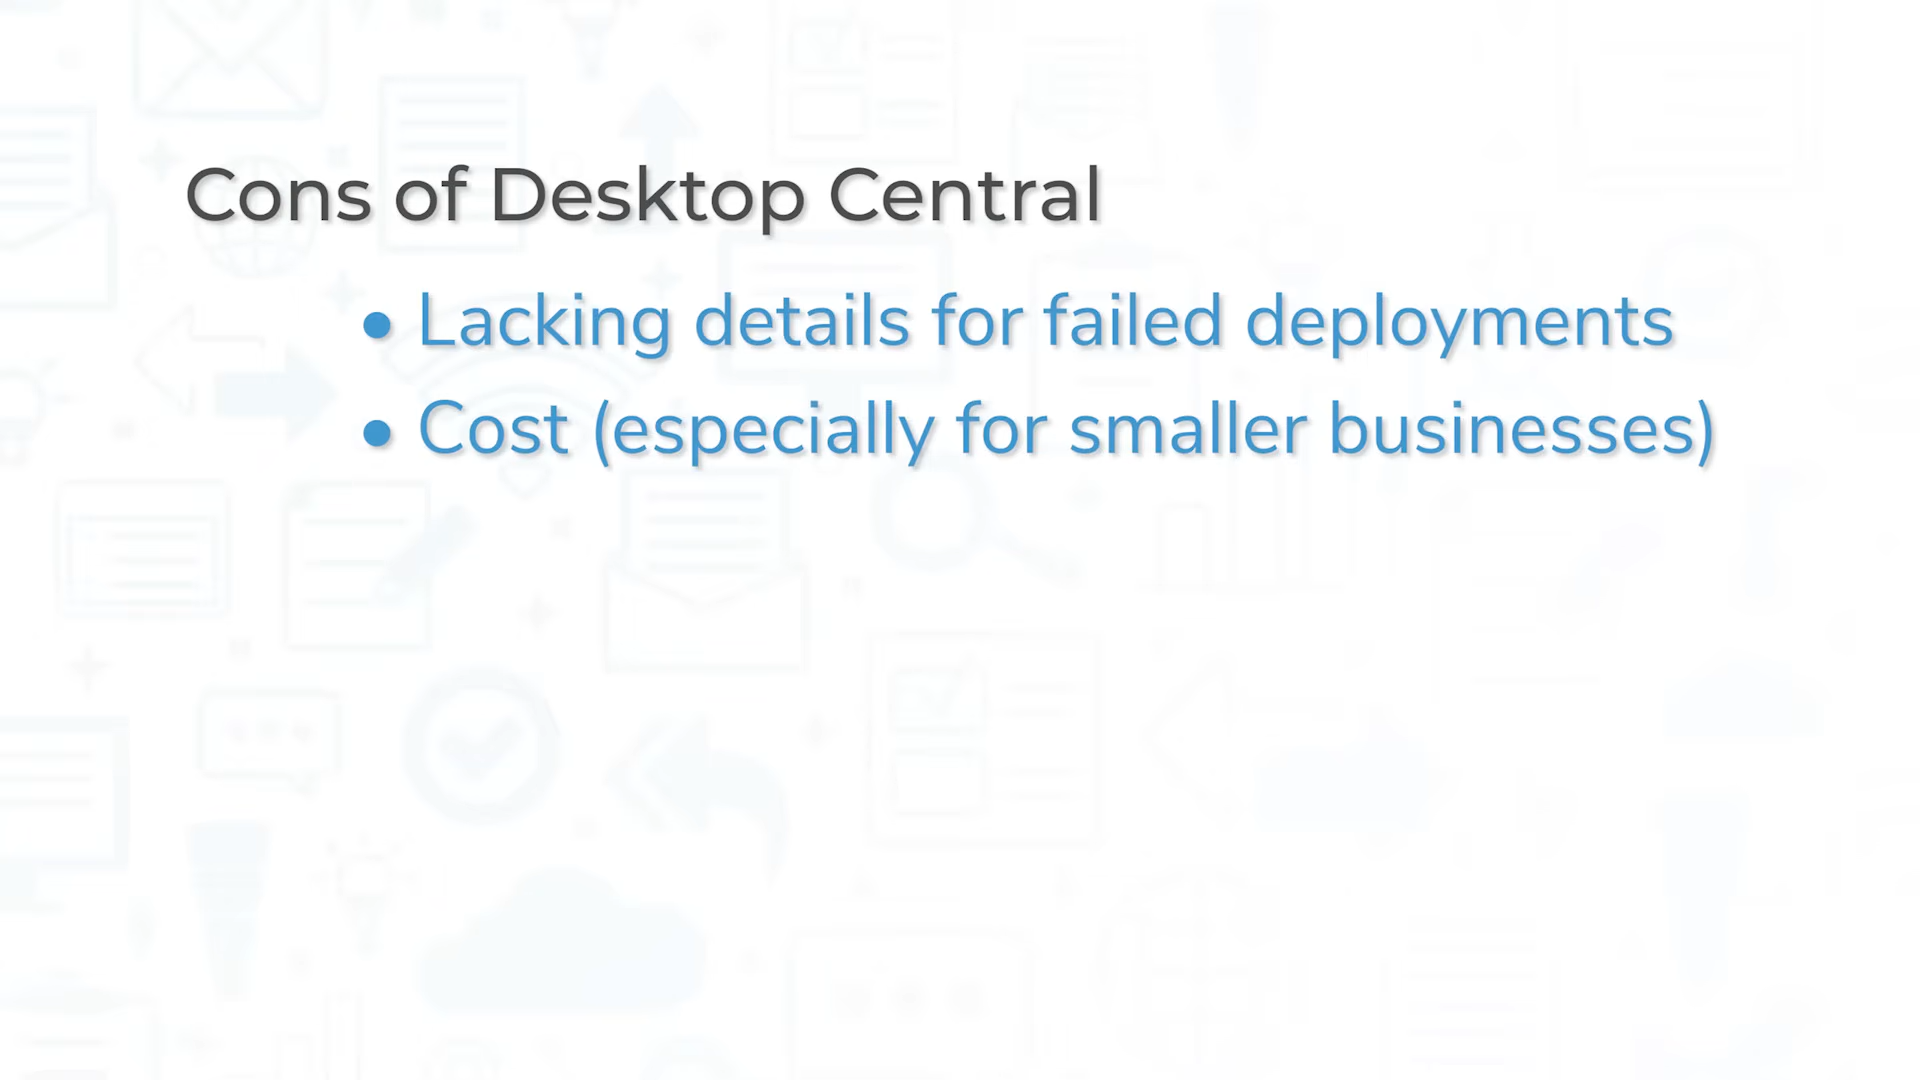 Cons of Desktop Central
• Lacking details for failed deployments
• Cost (especially for smaller businesses)